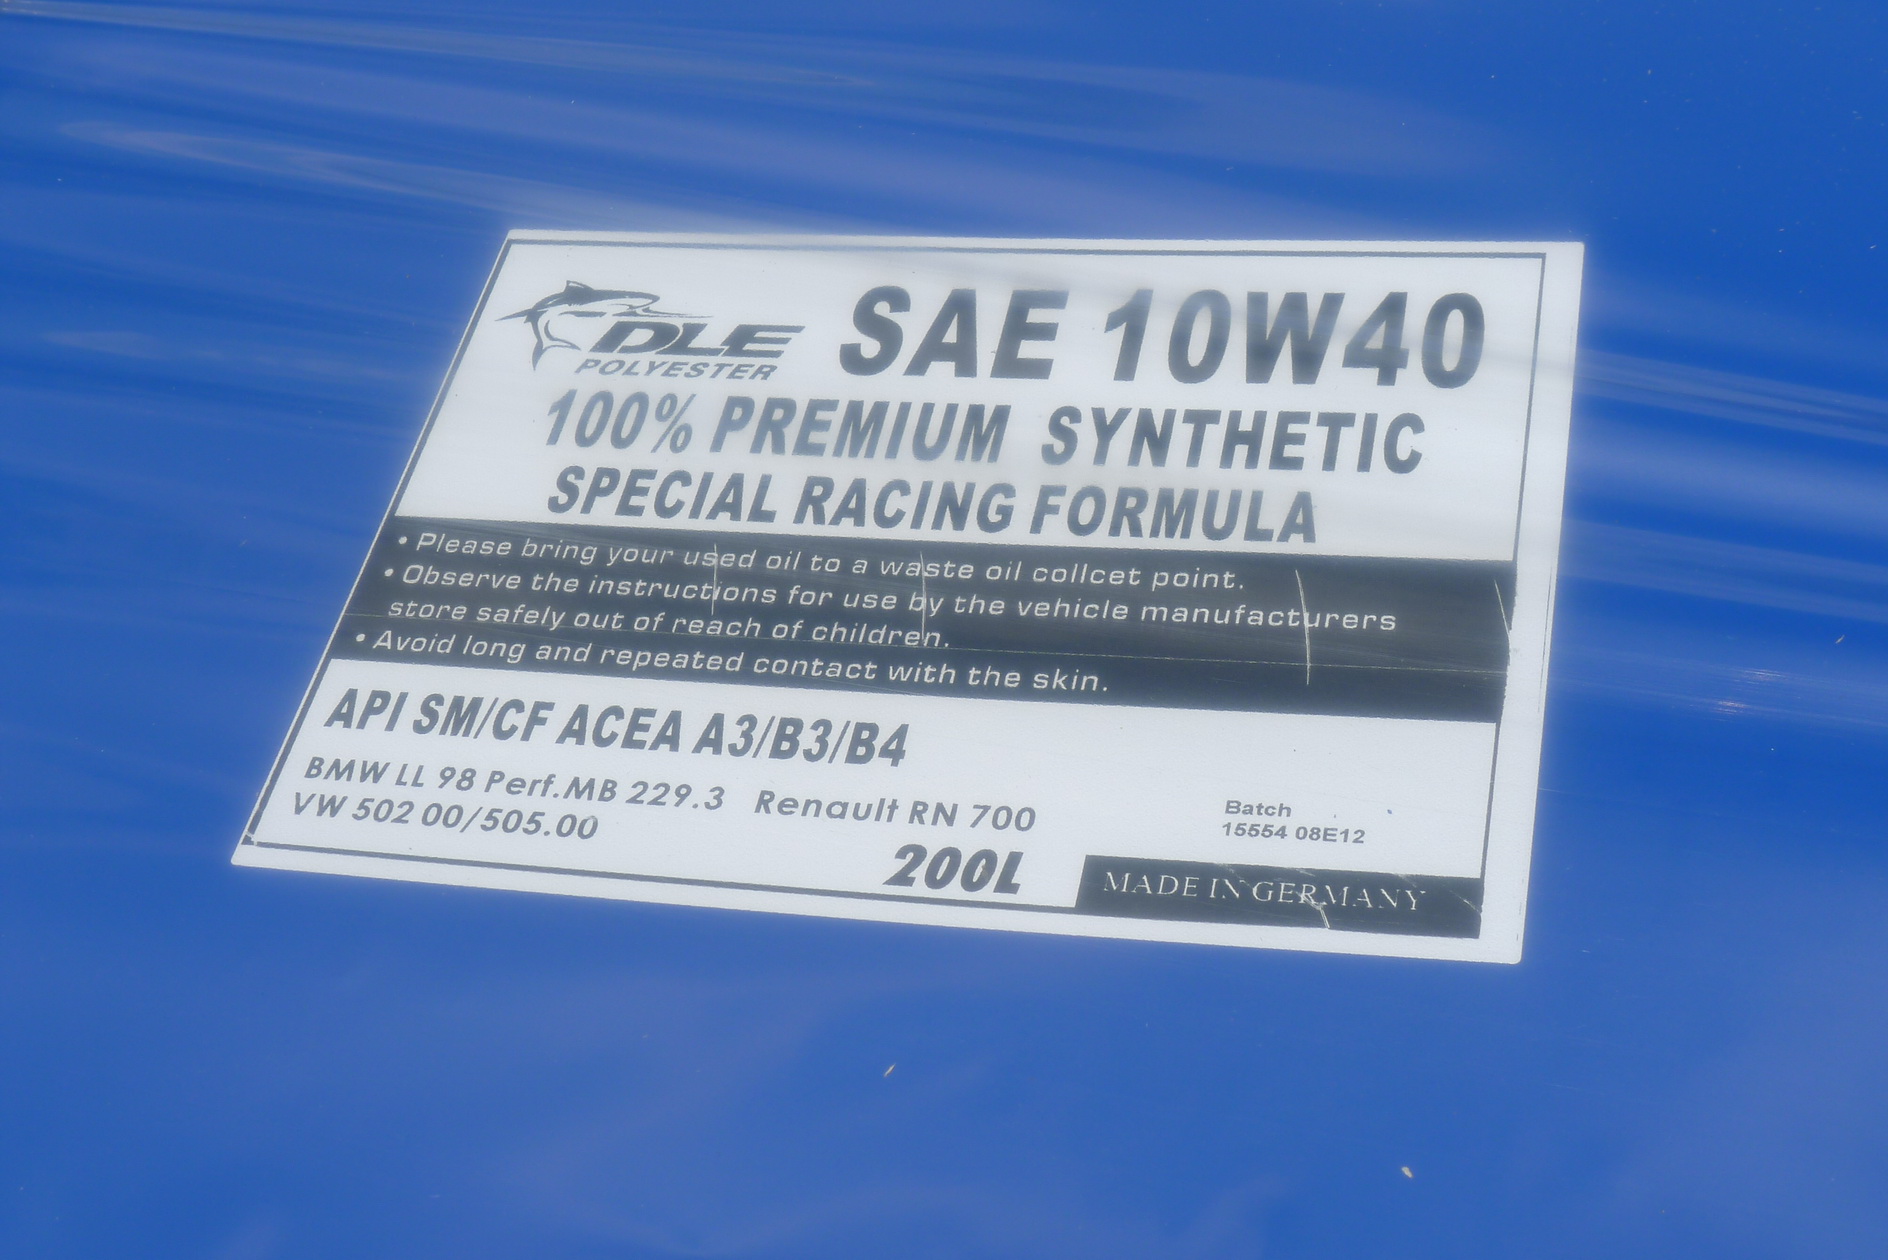 DLE
POLYESTER
SAE 10W40
100% PREMIUM SYNTHETIC
SPECIAL RACING FORMULA
• Please bring your used oil to a waste oil collcet point.
• Observe the instructions for use by the vehicle manufacturers
store safely out of reach of children.
• Avoid long and repeated contact with the skin.
API SM/CF ACEA A3/B3/B4
BMW LL 98 Perf.MB 229.3 Renault RN 700
VW 502 00/505.00
200L
Batch
15554 08E12
MADE IN GERMANY